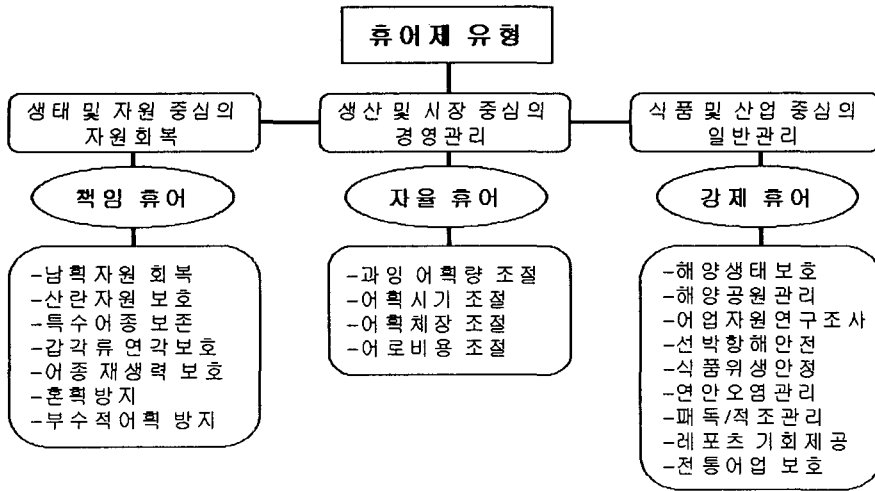 휴어제 유형
생태 및 자원 중심의
자원회복
생산 및 시장 중심의
경영관리
식품 및 산업 중심의
일반관리
책임 휴어
자율 휴어
강제 휴어
-남획자원 회복
-산란자원 보호
-특수어종 보존
-갑각류 연각보호
-어종 재생력 보호
-혼획방지
-부수적어획 방지
-과잉 어획량 조절
-어획시기 조절
-어획체장 조절
-어로비용 조절
-해양생태보호
-해양공원관리
-어업자원연구조사
-선박항해안전
-식품위생안정
-연안오염관리
-패독/적조관리
-레포츠 기회제공
-전통어업 보호